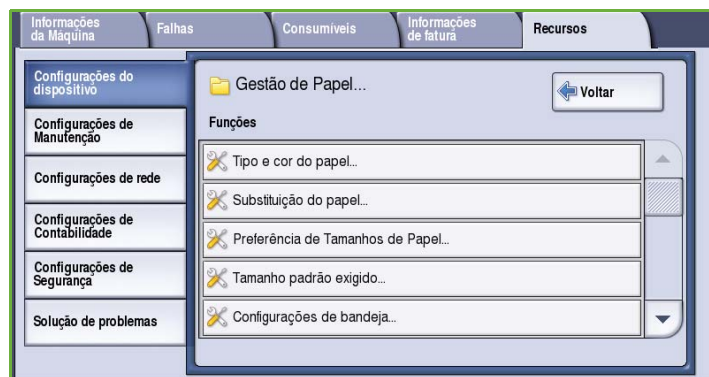 Informações
da Máquina
Falhas
Consumíveis
Informações
de fatura
Recursos
Configurações do
dispositivo
Configurações de
Manutenção
Configurações de rede
Configurações de
Contabilidade
Configurações de
Segurança
Solução de problemas
Gestão de Papel...
Voltar
Funções
Tipo e cor do papel...
Substituição do papel...
Preferência de Tamanhos de Papel...
Tamanho padrão exigido...
Configurações de bandeja...